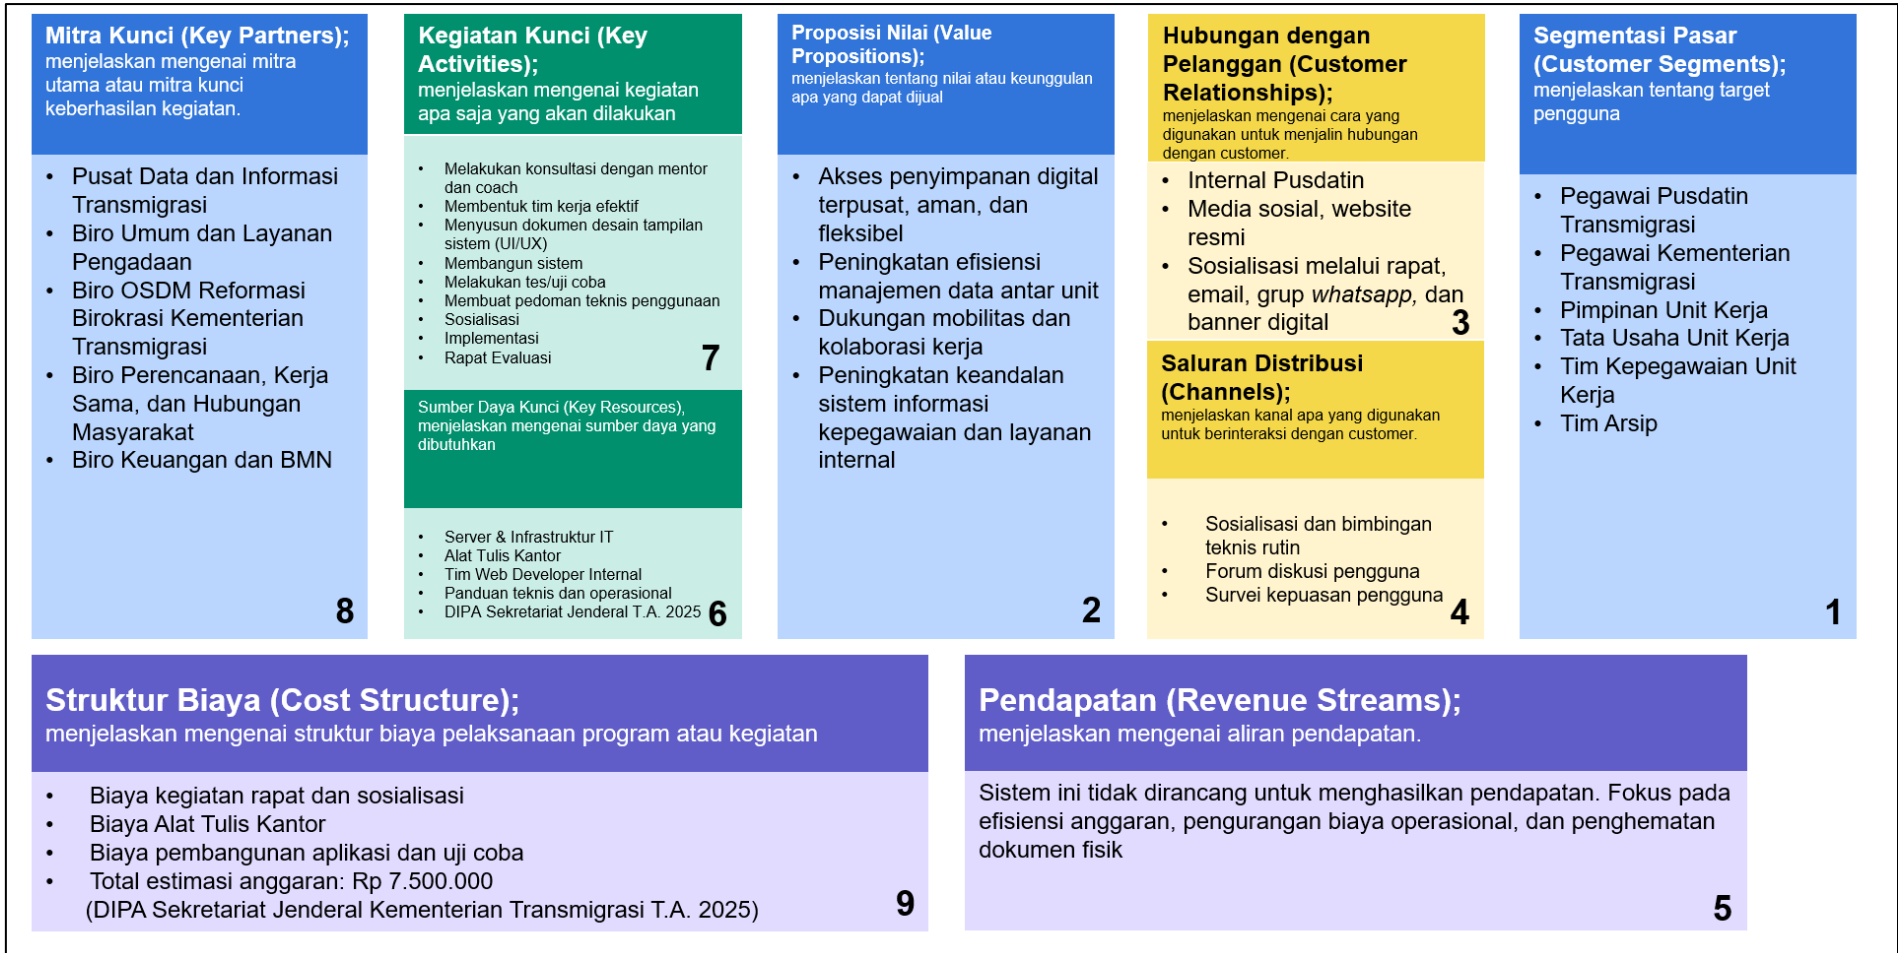 Mitra Kunci (Key Partners);
menjelaskan mengenai mitra
utama atau mitra kunci
keberhasilan kegiatan.
• Pusat Data dan Informasi
Transmigrasi
• Biro Umum dan Layanan
Pengadaan
• Biro OSDM Reformasi
Birokrasi Kementerian
Transmigrasi
• Biro Perencanaan, Kerja
Sama, dan Hubungan
Masyarakat
• Biro Keuangan dan BMN
8
Kegiatan Kunci (Key
Activities);
menjelaskan mengenai kegiatan
apa saja yang akan dilakukan
• Melakukan konsultasi dengan mentor
dan coach
• Membentuk tim kerja efektif
• Menyusun dokumen desain tampilan
sistem (UI/UX)
• Membangun sistem
• Melakukan tes/uji coba
• Membuat pedoman teknis penggunaan
• Sosialisasi
• Implementasi
• Rapat Evaluasi
7
Sumber Daya Kunci (Key Resources),
menjelaskan mengenai sumber daya yang
dibutuhkan
• Server & Infrastruktur IT
• Alat Tulis Kantor
• Tim Web Developer Internal
• Panduan teknis dan operasional
• DIPA Sekretariat Jenderal T.A. 2025
6
Proposisi Nilai (Value
Propositions);
menjelaskan tentang nilai atau keunggulan
apa yang dapat dijual
• Akses penyimpanan digital
terpusat, aman, dan
fleksibel
• Peningkatan efisiensi
manajemen data antar unit
• Dukungan mobilitas dan
kolaborasi kerja
• Peningkatan keandalan
sistem informasi
kepegawaian dan layanan
internal
2
Hubungan dengan
Pelanggan (Customer
Relationships);
menjelaskan mengenai cara yang
digunakan untuk menjalin hubungan
dengan customer.
• Internal Pusdatin
• Media sosial, website
resmi
• Sosialisasi melalui rapat,
email, grup whatsapp, dan
banner digital
3
Saluran Distribusi
(Channels);
menjelaskan kanal apa yang digunakan
untuk berinteraksi dengan customer.
• Sosialisasi dan bimbingan
teknis rutin
• Forum diskusi pengguna
• Survei kepuasan pengguna
4
Segmentasi Pasar
(Customer Segments);
menjelaskan tentang target
pengguna
• Pegawai Pusdatin
Transmigrasi
• Pegawai Kementerian
Transmigrasi
• Pimpinan Unit Kerja
• Tata Usaha Unit Kerja
• Tim Kepegawaian Unit
Kerja
• Tim Arsip
1
Struktur Biaya (Cost Structure);
menjelaskan mengenai struktur biaya pelaksanaan program atau kegiatan
• Biaya kegiatan rapat dan sosialisasi
• Biaya Alat Tulis Kantor
• Biaya pembangunan aplikasi dan uji coba
• Total estimasi anggaran: Rp 7.500.000
(DIPA Sekretariat Jenderal Kementerian Transmigrasi T.A. 2025)
9
Pendapatan (Revenue Streams);
menjelaskan mengenai aliran pendapatan.
Sistem ini tidak dirancang untuk menghasilkan pendapatan. Fokus pada
efisiensi anggaran, pengurangan biaya operasional, dan penghematan
dokumen fisik
5